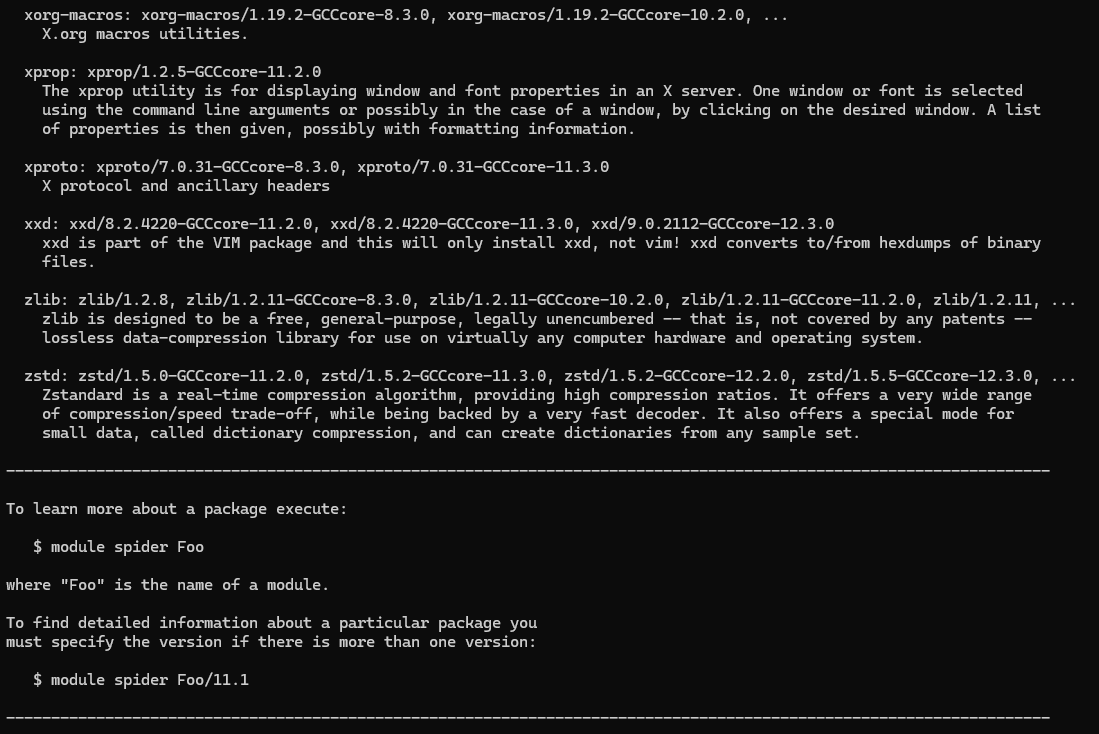 xorg-macros: xorg-macros/1.19.2-GCCcore-8.3.0, xorg-macros/1.19.2-GCCcore-10.2.0, ...
X.org macros utilities.
xprop: xprop/1.2.5-GCCcore-11.2.0
The xprop utility is for displaying window and font properties in an X server. One window or font is selected
using the command line arguments or possibly in the case of a window, by clicking on the desired window. A list
of properties is then given, possibly with formatting information.
xproto: xproto/7.0.31-GCCcore-8.3.0, xproto/7.0.31-GCCcore-11.3.0
X protocol and ancillary headers
xxd: xxd/8.2.4220-GCCcore-11.2.0, xxd/8.2.4220-GCCcore-11.3.0, xxd/9.0.2112-GCCcore-12.3.0
xxd is part of the VIM package and this will only install xxd, not vim! xxd converts to/from hexdumps of binary
files.
zlib: zlib/1.2.8, zlib/1.2.11-GCCcore-8.3.0, zlib/1.2.11-GCCcore-10.2.0, zlib/1.2.11-GCCcore-11.2.0, zlib/1.2.11, ...
zlib is designed to be a free, general-purpose, legally unencumbered -- that is, not covered by any patents --
lossless data-compression library for use on virtually any computer hardware and operating system.
zstd: zstd/1.5.0-GCCcore-11.2.0, zstd/1.5.2-GCCcore-11.3.0, zstd/1.5.2-GCCcore-12.2.0, zstd/1.5.5-GCCcore-12.3.0, ...
Zstandard is a real-time compression algorithm, providing high compression ratios. It offers a very wide range
of compression/speed trade-off, while being backed by a very fast decoder. It also offers a special mode for
small data, called dictionary compression, and can create dictionaries from any sample set.
--------------------------------------------------------------------------------------------------------------------
To learn more about a package execute:
$ module spider Foo
where "Foo" is the name of a module.
To find detailed information about a particular package you
must specify the version if there is more than one version:
$ module spider Foo/11.1
--------------------------------------------------------------------------------------------------------------------